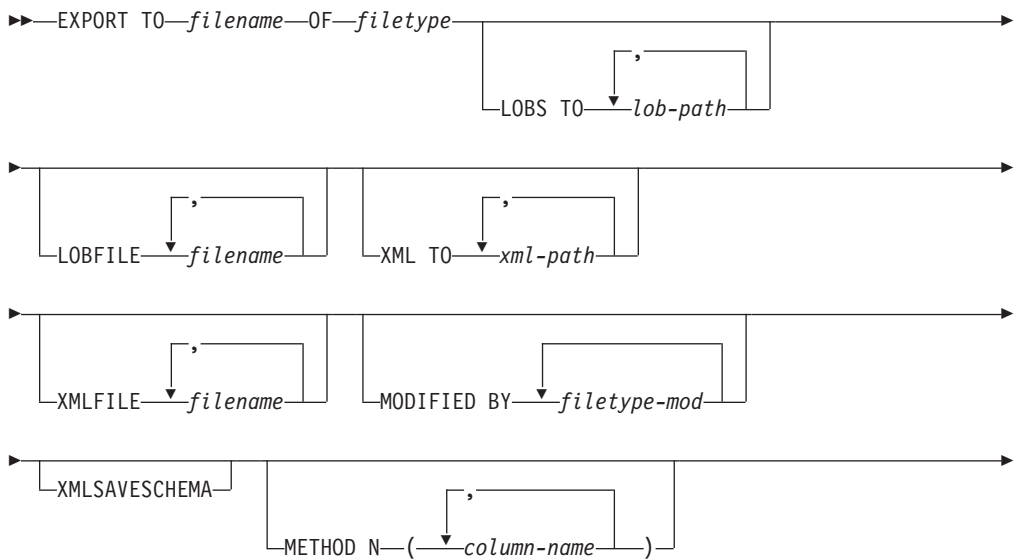 EXPORT TO filename OF filetype
,
LOBS TO lob-path
, ,
LOBFILE filename XML TO xml-path
,
XMLFILE filename MODIFIED BY filetype-mod
XMLSAVESCHEMA
,
METHOD N ( column-name )